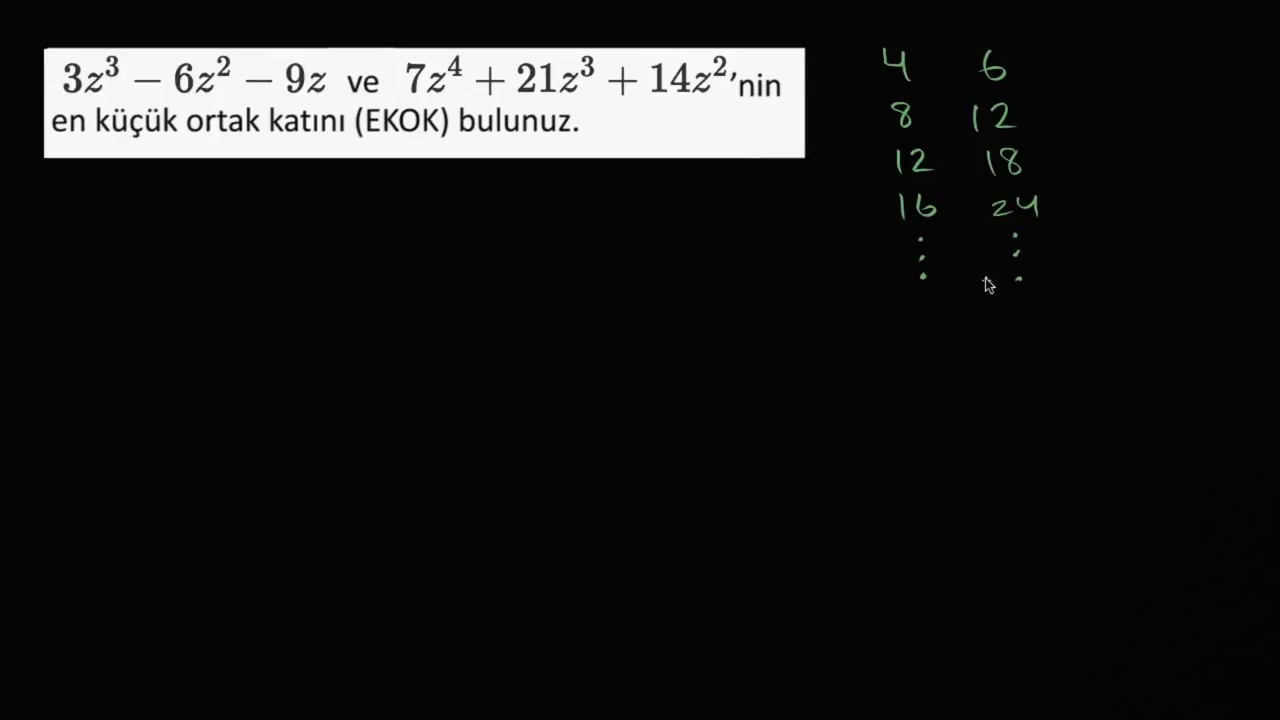 3z³ − 6z² − 9z ve 7z⁴ + 21z³ + 14z²'nin
en küçük ortak katını (EKOK) bulunuz.
4 6
8 12
12 18
16 24